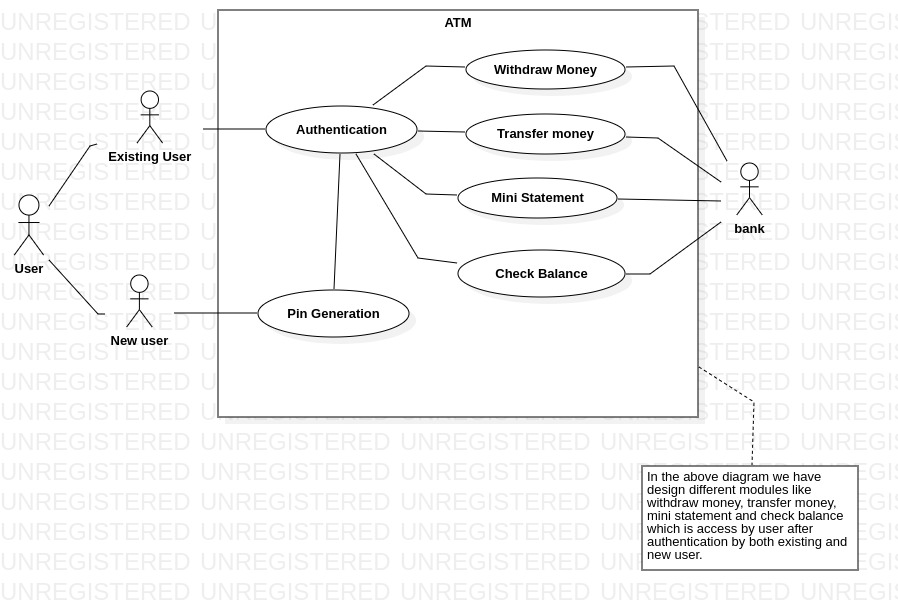 ATM
Withdraw Money
Authentication
Transfer money
Existing User
Mini Statement
bank
User
Check Balance
Pin Generation
New user
In the above diagram we have
design different modules like
withdraw money, transfer money,
mini statement and check balance
which is access by user after
authentication by both existing and
new user.
UNREGISTERED